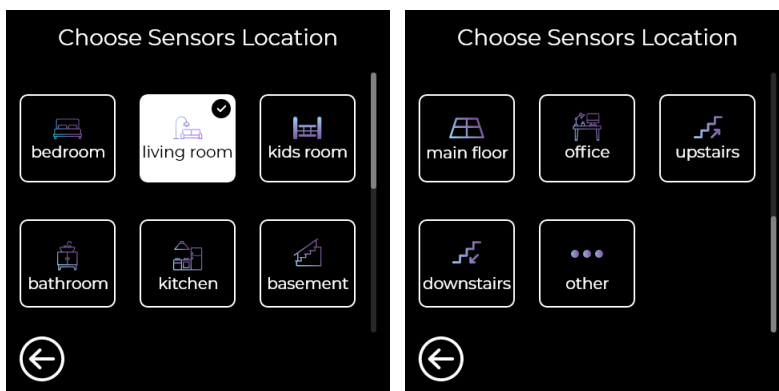 Choose Sensors Location
bedroom
living room
kids room
bathroom
kitchen
basement
Choose Sensors Location
main floor
office
upstairs
downstairs
other